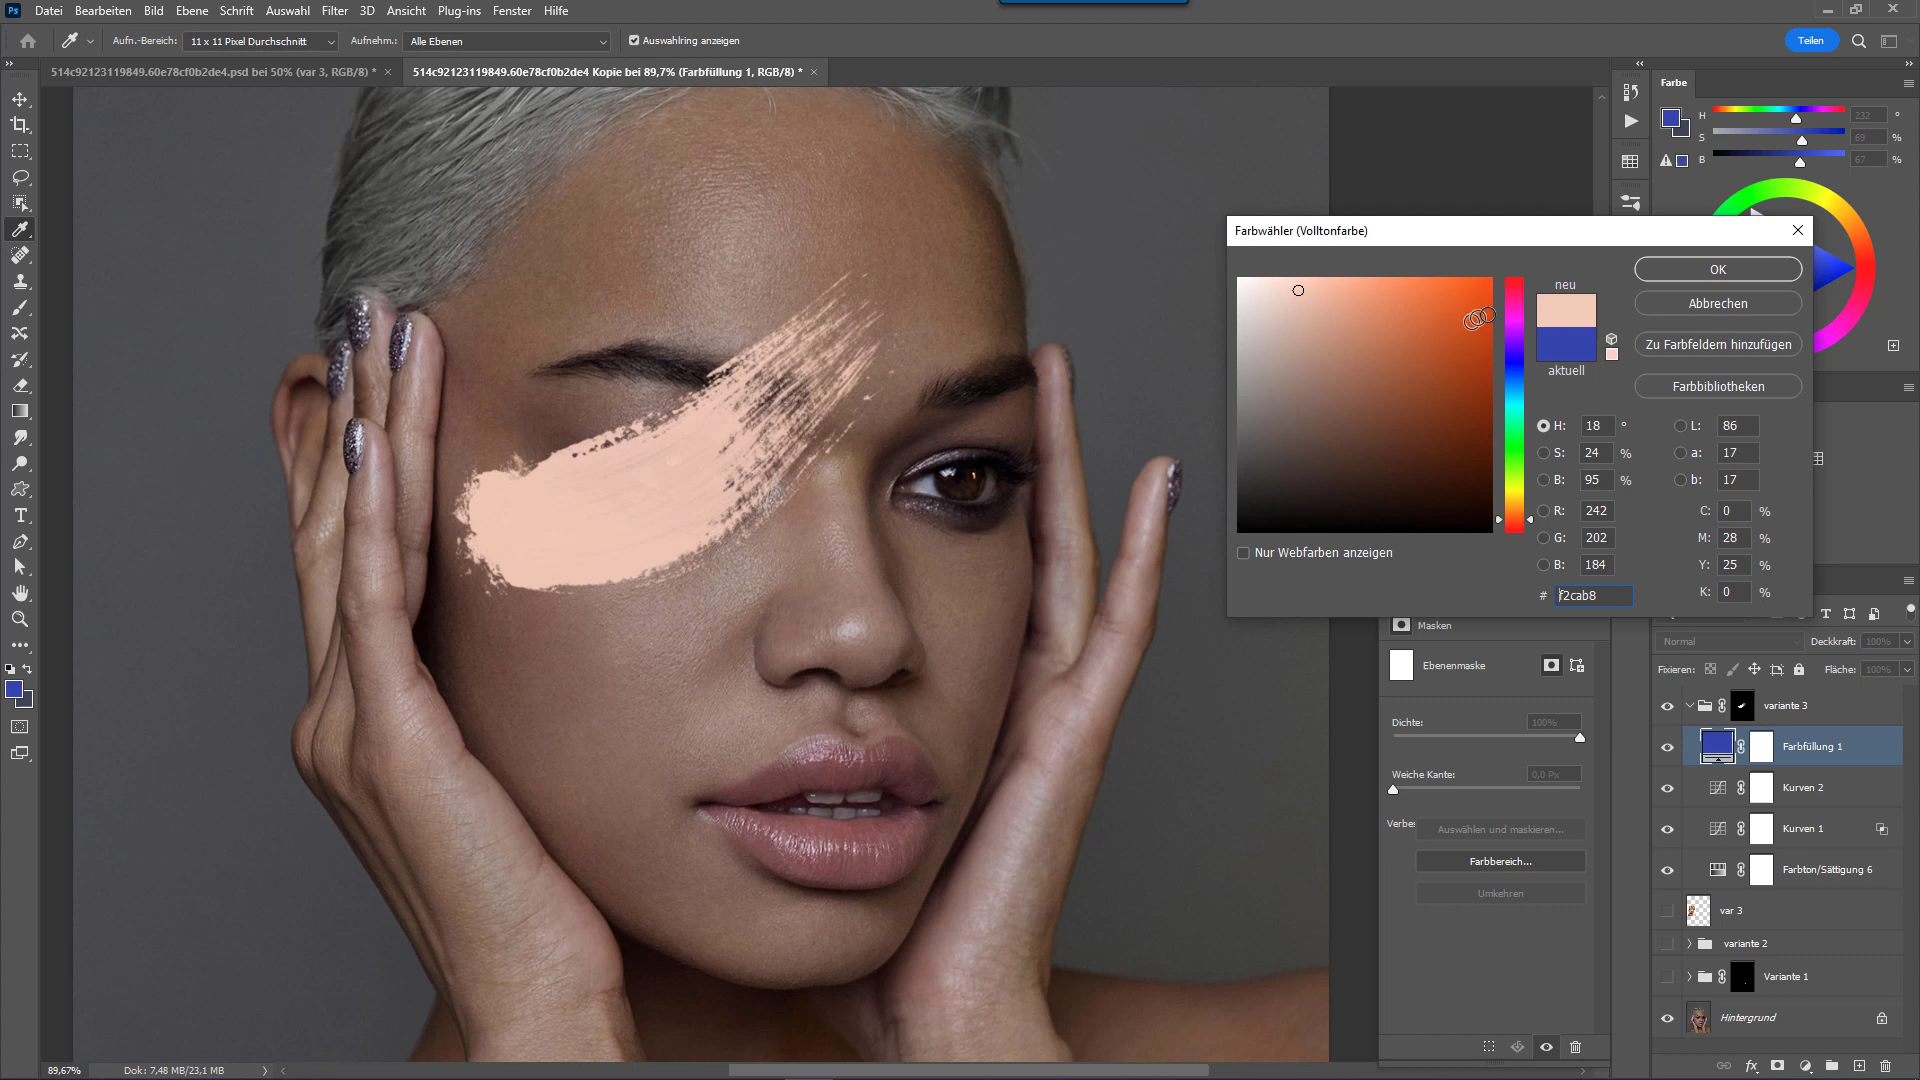 Ps Datei Bearbeiten Bild Ebene Schrift Auswahl Filter 3D Ansicht Plug-ins Fenster Hilfe
Aufn.-Bereich: 11 x 11 Pixel Durchschnitt Aufnehm.: Alle Ebenen Auswahlring anzeigen Teilen
514c92123119849.60e78cf0b2de4.psd bei 50% (var 3, RGB/8) * × 514c92123119849.60e78cf0b2de4 Kopie bei 89,7% (Farbfüllung 1, RGB/8) * ×
Farbe
H 232 °
S 69 %
B 67 %
Farbwähler (Volltonfarbe)
OK
neu
Abbrechen
Zu Farbfeldern hinzufügen
aktuell
Farbbibliotheken
H: 18 ° L: 86
S: 24 % a: 17
B: 95 % b: 17
R: 242 C: 0 %
G: 202 M: 28 %
Nur Webfarben anzeigen
B: 184 Y: 25 %
# f2cab8 K: 0 %
Masken
Ebenenmaske
Dichte: 100%
Weiche Kante: 0,0 Px
Verbes
Auswählen und maskieren...
Farbbereich...
Umkehren
Normal Deckkraft: 100%
Fixieren: Fläche: 100%
variante 3
Farbfüllung 1
Kurven 2
Kurven 1
Farbton/Sättigung 6
var 3
variante 2
Variante 1
Hintergrund
fx
89,67% Dok: 7,48 MB/23,1 MB